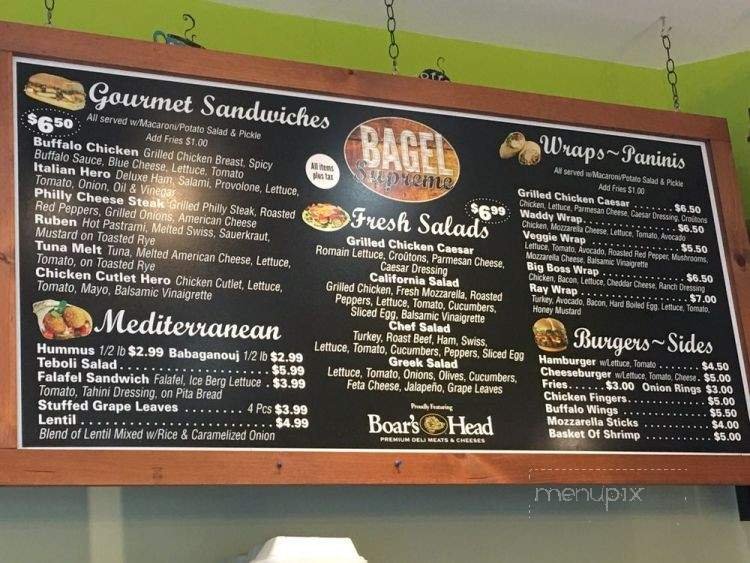 Gourmet Sandwiches
$6.50
All served w/Macaroni/Potato Salad & Pickle
Add Fries $1.00
Buffalo Chicken Grilled Chicken Breast, Spicy
Buffalo Sauce, Blue Cheese, Lettuce, Tomato
Italian Hero Deluxe Ham, Salami, Provolone, Lettuce,
Tomato, Onion, Oil & Vinegar
Philly Cheese Steak Grilled Philly Steak, Roasted
Red Peppers, Grilled Onions, American Cheese
Ruben Hot Pastrami, Melted Swiss, Sauerkraut,
Mustard on Toasted Rye
Tuna Melt Tuna, Melted American Cheese, Lettuce,
Tomato, on Toasted Rye
Chicken Cutlet Hero Chicken Cutlet, Lettuce,
Tomato, Mayo, Balsamic Vinaigrette
Mediterranean
Hummus 1/2 lb $2.99 Babaganouj 1/2 lb $2.99
Teboli Salad $5.99
Falafel Sandwich Falafel, Ice Berg Lettuce $3.99
Tomato, Tahini Dressing, on Pita Bread
Stuffed Grape Leaves 4 Pcs $3.99
Lentil $4.99
Blend of Lentil Mixed w/Rice & Caramelized Onion
All items
plus tax
BAGEL
Supreme
Fresh Salads
$6.99
Grilled Chicken Caesar
Romain Lettuce, Croûtons, Parmesan Cheese,
Caesar Dressing
California Salad
Grilled Chicken, Fresh Mozzarella, Roasted
Peppers, Lettuce, Tomato, Cucumbers,
Sliced Egg, Balsamic Vinaigrette
Chef Salad
Turkey, Roast Beef, Ham, Swiss,
Lettuce, Tomato, Cucumbers, Peppers, Sliced Egg
Greek Salad
Lettuce, Tomato, Onions, Olives, Cucumbers,
Feta Cheese, Jalapeño, Grape Leaves
Proudly Featuring
Boar's Head
PREMIUM DELI MEATS & CHEESES
Wraps~Paninis
All served w/Macaroni/Potato Salad & Pickle
Add Fries $1.00
Grilled Chicken Caesar $6.50
Chicken, Lettuce, Parmesan Cheese, Caesar Dressing, Croûtons
Waddy Wrap $6.50
Chicken, Mozzarella Cheese, Lettuce, Tomato, Avocado
Veggie Wrap $5.50
Lettuce, Tomato, Avocado, Roasted Red Pepper, Mushrooms,
Mozzarella Cheese, Balsamic Vinaigrette
Big Boss Wrap $6.50
Chicken, Bacon, Lettuce, Cheddar Cheese, Ranch Dressing
Ray Wrap $7.00
Turkey, Avocado, Bacon, Hard Boiled Egg, Lettuce, Tomato,
Honey Mustard
Burgers~Sides
Hamburger w/Lettuce, Tomato $4.50
Cheeseburger w/Lettuce, Tomato, Cheese $5.00
Fries $3.00 Onion Rings $3.00
Chicken Fingers $5.00
Buffalo Wings $5.50
Mozzarella Sticks $4.00
Basket Of Shrimp $5.00
menupix